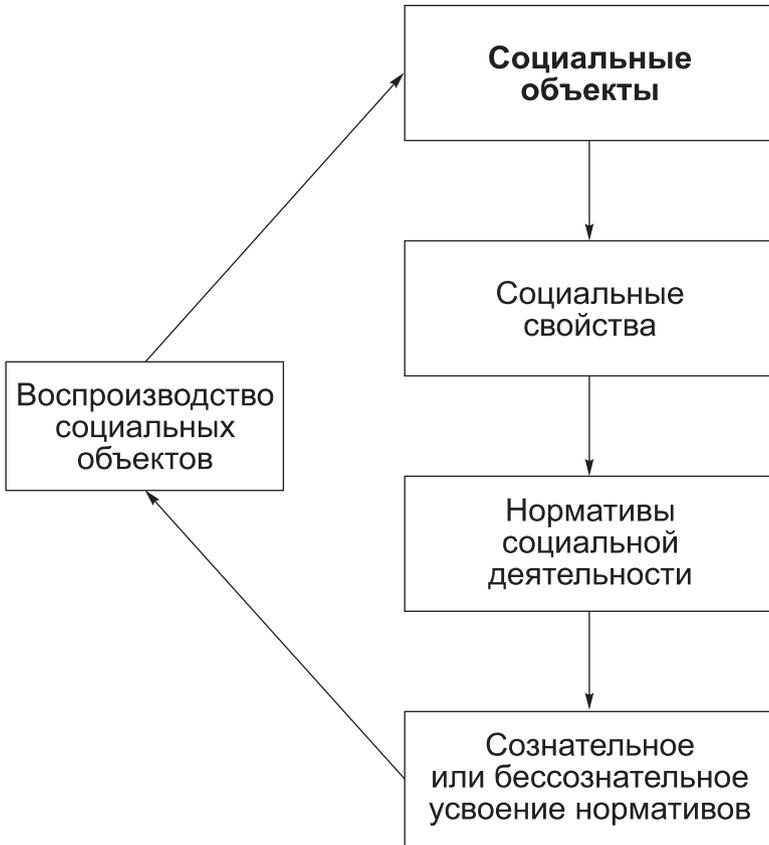 Социальные
объекты
Социальные
свойства
Воспроизводство
социальных
объектов
Нормативы
социальной
деятельности
Сознательное
или бессознательное
усвоение нормативов